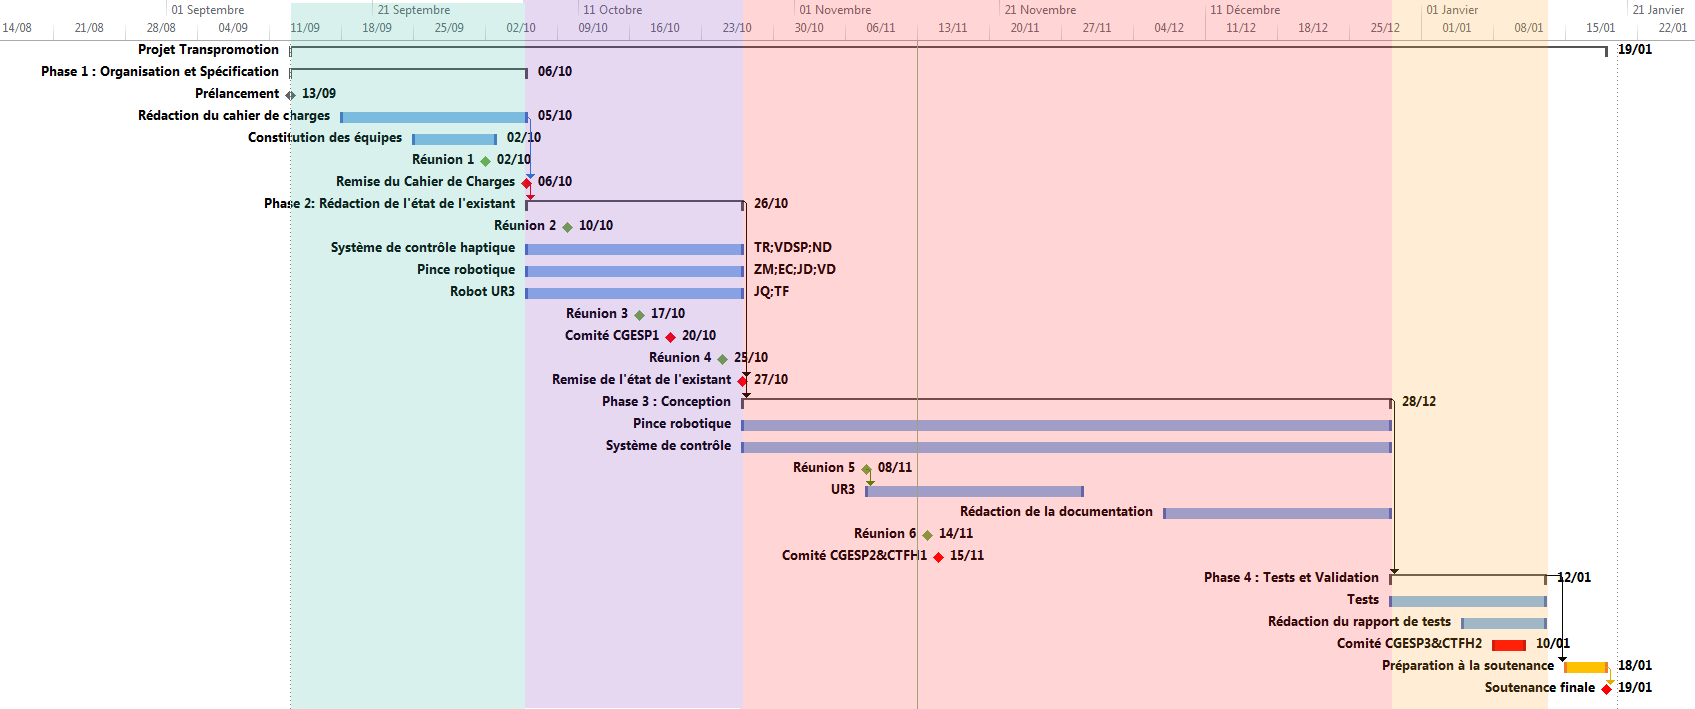 01 Septembre 21 Septembre 11 Octobre 01 Novembre 21 Novembre 11 Décembre 01 Janvier 21 Janvier
14/08 21/08 28/08 04/09 11/09 18/09 25/09 02/10 09/10 16/10 23/10 30/10 06/11 13/11 20/11 27/11 04/12 11/12 18/12 25/12 01/01 08/01 15/01 22/01
Projet Transpromotion 19/01
Phase 1 : Organisation et Spécification 06/10
Prélancement 13/09
Rédaction du cahier de charges 05/10
Constitution des équipes 02/10
Réunion 1 02/10
Remise du Cahier de Charges 06/10
Phase 2: Rédaction de l'état de l'existant 26/10
Réunion 2 10/10
Système de contrôle haptique TR;VDSP;ND
Pince robotique ZM;EC;JD;VD
Robot UR3 JQ;TF
Réunion 3 17/10
Comité CGESP1 20/10
Réunion 4 25/10
Remise de l'état de l'existant 27/10
Phase 3 : Conception 28/12
Pince robotique
Système de contrôle
Réunion 5 08/11
UR3
Rédaction de la documentation
Réunion 6 14/11
Comité CGESP2&CTFH1 15/11
Phase 4 : Tests et Validation 12/01
Tests
Rédaction du rapport de tests
Comité CGESP3&CTFH2 10/01
Préparation à la soutenance 18/01
Soutenance finale 19/01